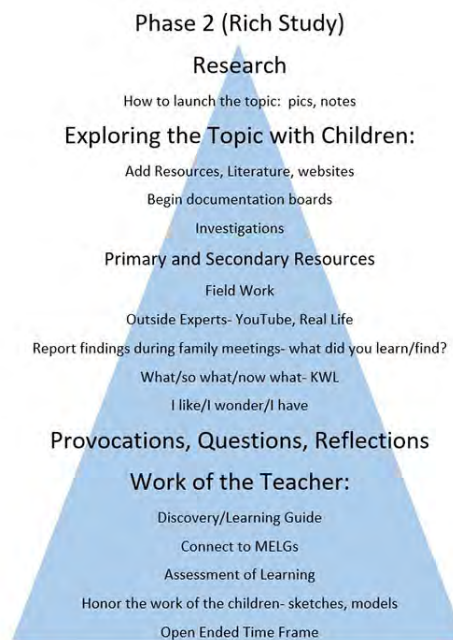 Phase 2 (Rich Study)
Research
How to launch the topic: pics, notes
Exploring the Topic with Children:
Add Resources, Literature, websites
Begin documentation boards
Investigations
Primary and Secondary Resources
Field Work
Outside Experts- YouTube, Real Life
Report findings during family meetings- what did you learn/find?
What/so what/now what- KWL
I like/I wonder/I have
Provocations, Questions, Reflections
Work of the Teacher:
Discovery/Learning Guide
Connect to MELGs
Assessment of Learning
Honor the work of the children- sketches, models
Open Ended Time Frame